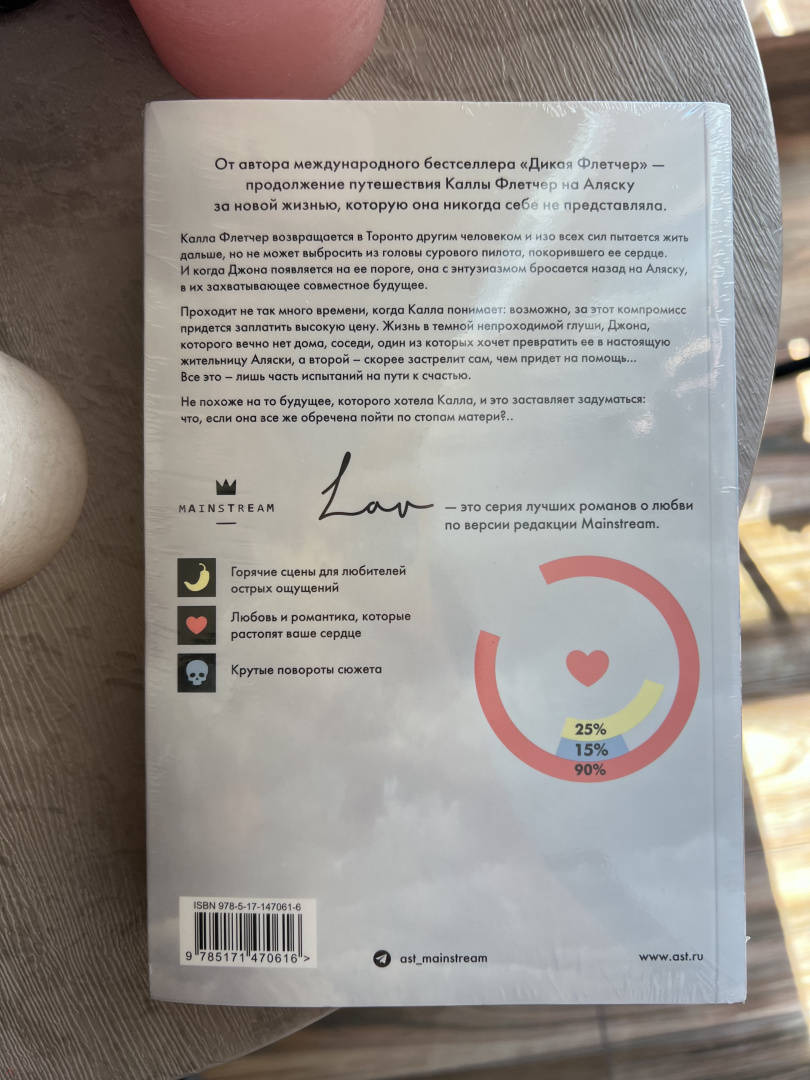 От автора международного бестселлера «Дикая Флетчер» —
продолжение путешествия Каллы Флетчер на Аляску
за новой жизнью, которую она никогда себе не представляла.
Калла Флетчер возвращается в Торонто другим человеком и изо всех сил пытается жить
дальше, но не может выбросить из головы сурового пилота, покорившего ее сердце.
И когда Джона появляется на ее пороге, она с энтузиазмом бросается назад на Аляску,
в их захватывающее совместное будущее.
Проходит не так много времени, когда Калла понимает: возможно, за этот компромисс
придется заплатить высокую цену. Жизнь в темной непроходимой глуши, Джона,
которого вечно нет дома, соседи, один из которых хочет превратить ее в настоящую
жительницу Аляски, а второй – скорее застрелит сам, чем придет на помощь...
Все это – лишь часть испытаний на пути к счастью.
Не похоже на то будущее, которого хотела Калла, и это заставляет задуматься:
что, если она все же обречена пойти по стопам матери?..
MAINSTREAM
Lav — это серия лучших романов о любви
по версии редакции Mainstream.
Горячие сцены для любителей
острых ощущений
Любовь и романтика, которые
растопят ваше сердце
Крутые повороты сюжета
25%
15%
90%
ISBN 978-5-17-147061-6
9 785171 470616 >
ast_mainstream
www.ast.ru